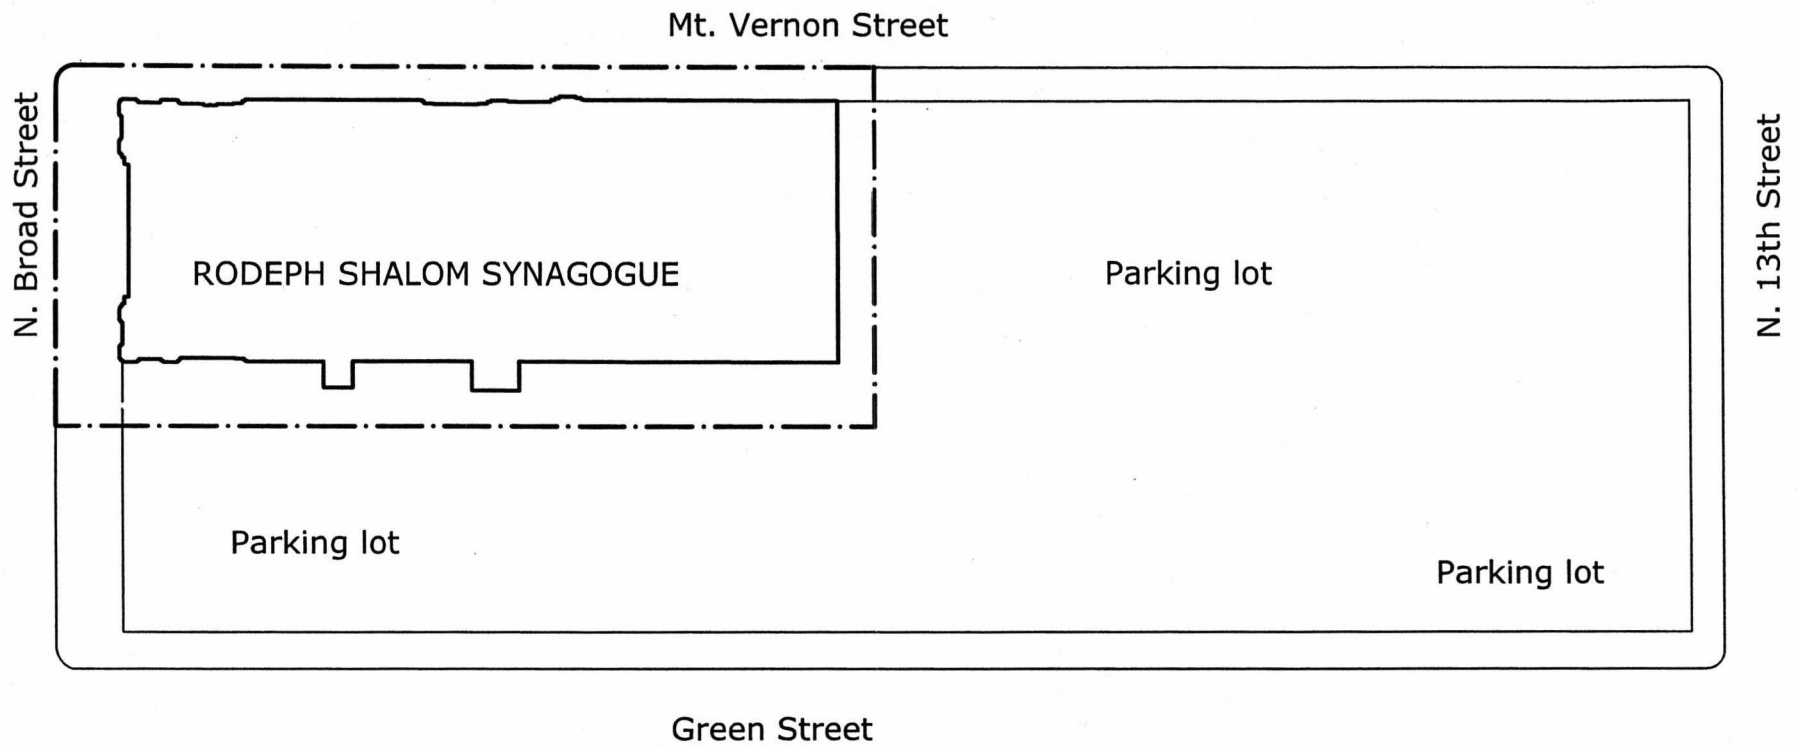 Mt. Vernon Street
N. Broad Street
N. 13th Street
RODEPH SHALOM SYNAGOGUE
Parking lot
Parking lot
Parking lot
Green Street